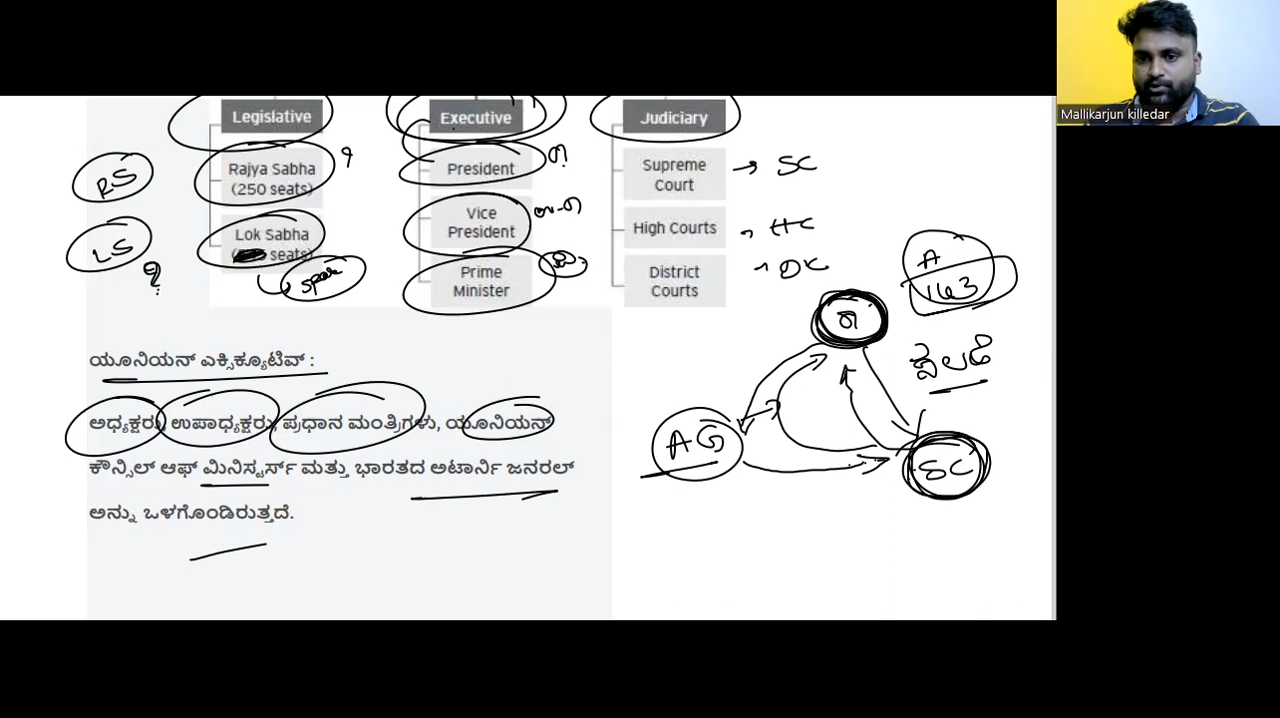 Mallikarjun killedar
Legislative
Executive
Judiciary
RS
Rajya Sabha
(250 seats)
President
Supreme
Court
→ SC
LS
Lok Sabha
seats)
Vice
President
High Courts
HC
Prime
Minister
District
Courts
DC
A
143
AG
SC
ಯೂನಿಯನ್ ಎಕ್ಸಿಕ್ಯೂಟಿವ್ :
ಅಧ್ಯಕ್ಷರು, ಉಪಾಧ್ಯಕ್ಷರು, ಪ್ರಧಾನ ಮಂತ್ರಿಗಳು, ಯೂನಿಯನ್
ಕೌನ್ಸಿಲ್ ಆಫ್ ಮಿನಿಸ್ಟರ್ಸ್ ಮತ್ತು ಭಾರತದ ಅಟಾರ್ನಿ ಜನರಲ್
ಅನ್ನು ಒಳಗೊಂಡಿರುತ್ತದೆ.